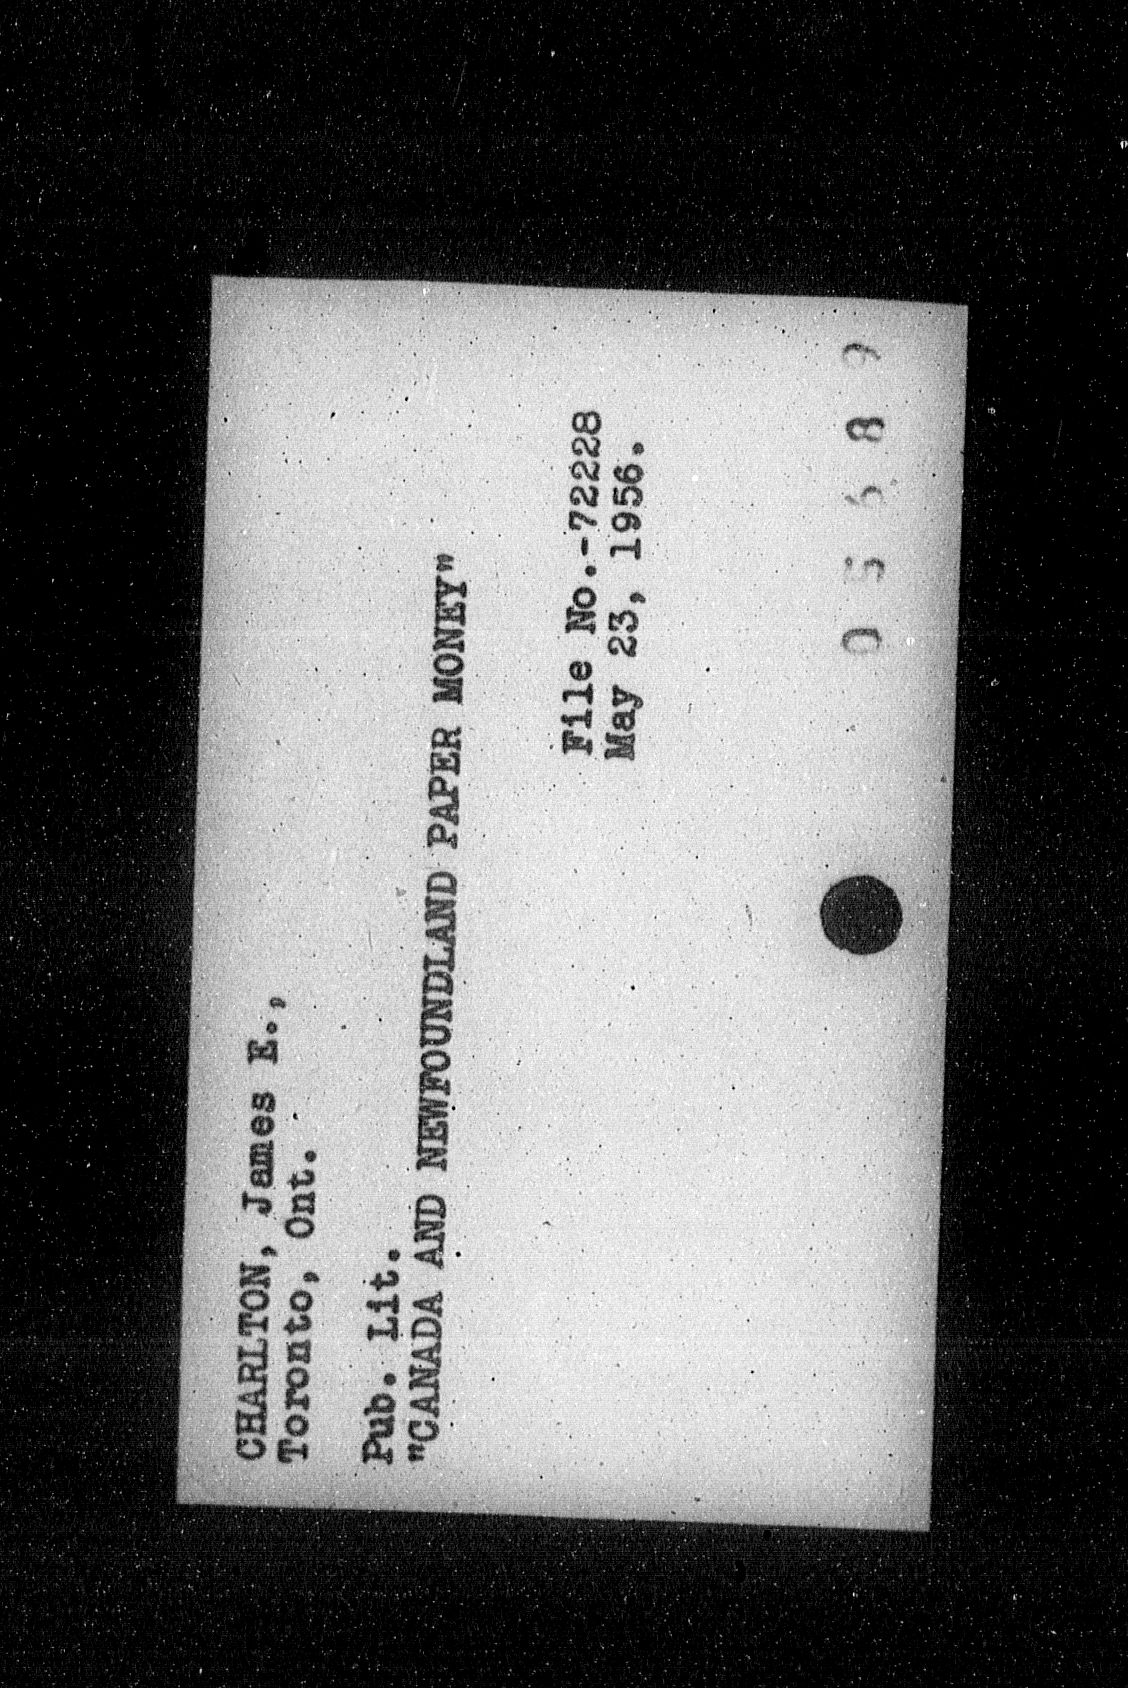 CHARLTON, James E.,
Toronto, Ont.
Pub. Lit.
"CANADA AND NEWFOUNDLAND PAPER MONEY"
File No.-72228
May 23, 1956.